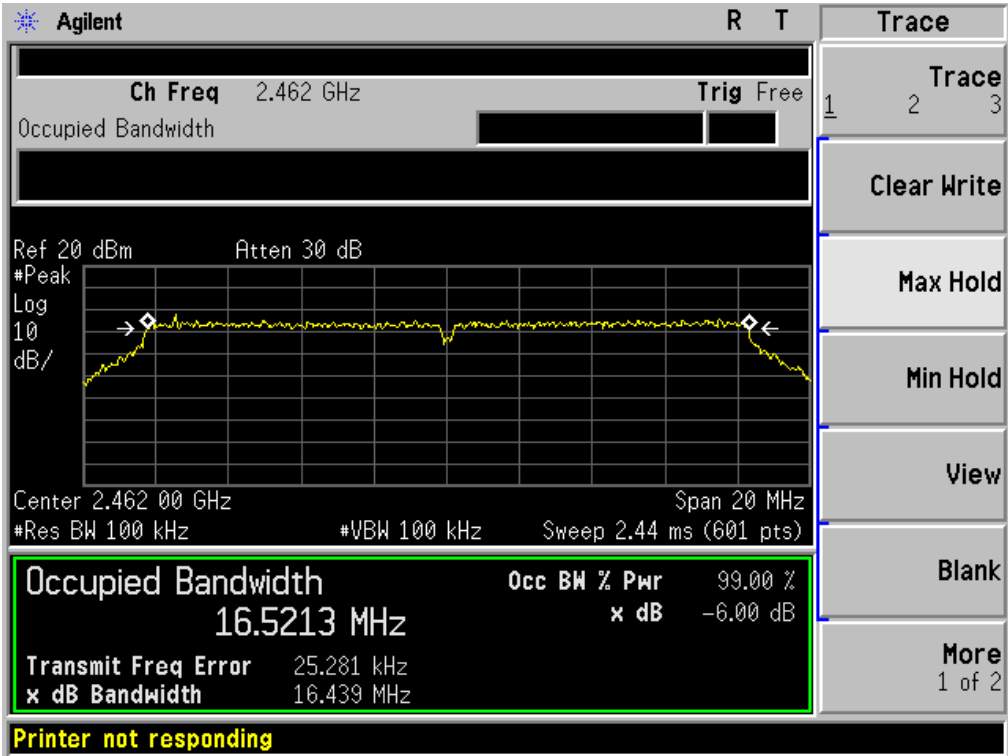 Agilent R T
Ch Freq 2.462 GHz Trig Free
Occupied Bandwidth
Ref 20 dBm Atten 30 dB
#Peak
Log
10
dB/
Center 2.462 00 GHz Span 20 MHz
#Res BW 100 kHz #VBW 100 kHz Sweep 2.44 ms (601 pts)
Occupied Bandwidth Occ BW % Pwr 99.00 %
16.5213 MHz x dB -6.00 dB
Transmit Freq Error 25.281 kHz
x dB Bandwidth 16.439 MHz
Printer not responding
Trace
Trace
1 2 3
Clear Write
Max Hold
Min Hold
View
Blank
More
1 of 2